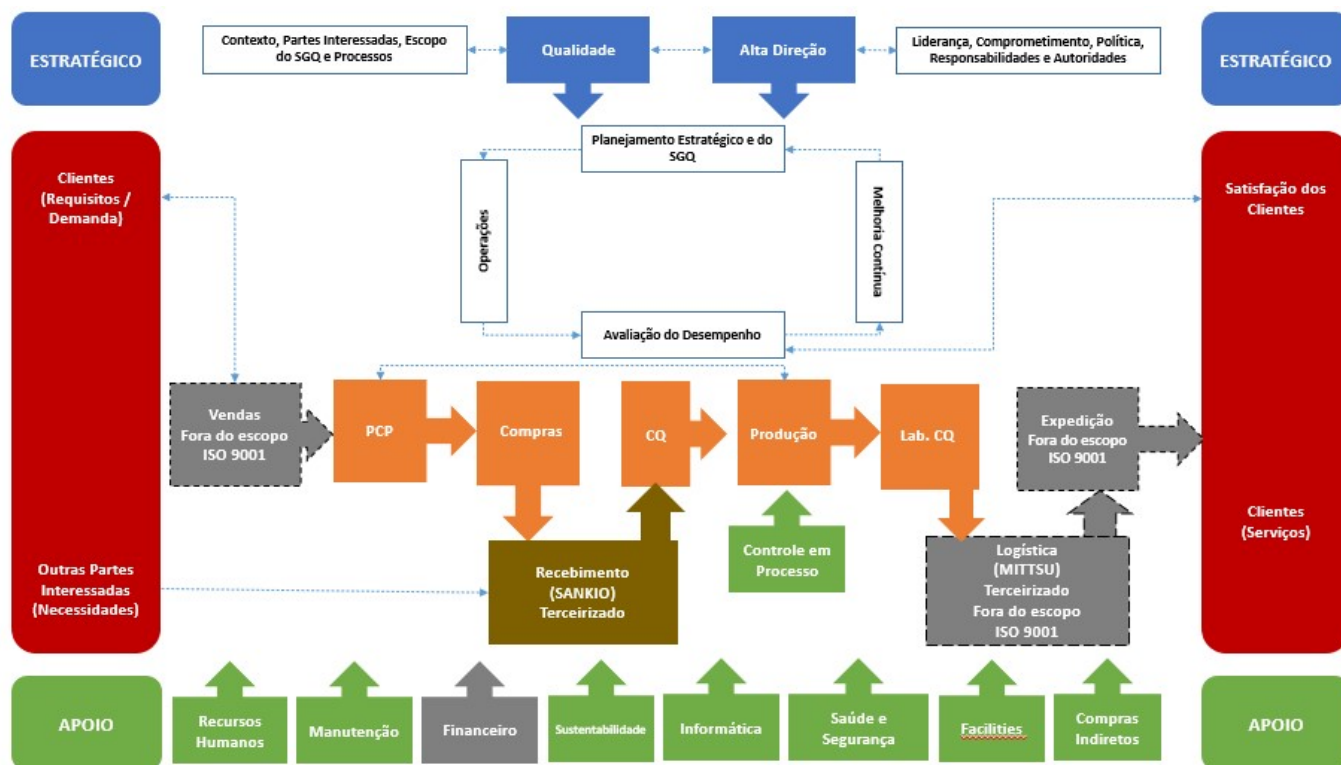 ESTRATÉGICO
Contexto, Partes Interessadas, Escopo
do SGQ e Processos
Qualidade
Alta Direção
Liderança, Comprometimento, Política,
Responsabilidades e Autoridades
ESTRATÉGICO
Clientes
(Requisitos /
Demanda)
Planejamento Estratégico e do
SGQ
Operações
Melhoria Contínua
Avaliação do Desempenho
Satisfação dos
Clientes
Vendas
Fora do escopo
ISO 9001
PCP
Compras
CQ
Produção
Lab. CQ
Expedição
Fora do escopo
ISO 9001
Clientes
(Serviços)
Outras Partes
Interessadas
(Necessidades)
Recebimento
(SANKIO)
Terceirizado
Controle em
Processo
Logística
(MITTSU)
Terceirizado
Fora do escopo
ISO 9001
APOIO
Recursos
Humanos
Manutenção
Financeiro
Sustentabilidade
Informática
Saúde e
Segurança
Facilities
Compras
Indiretos
APOIO